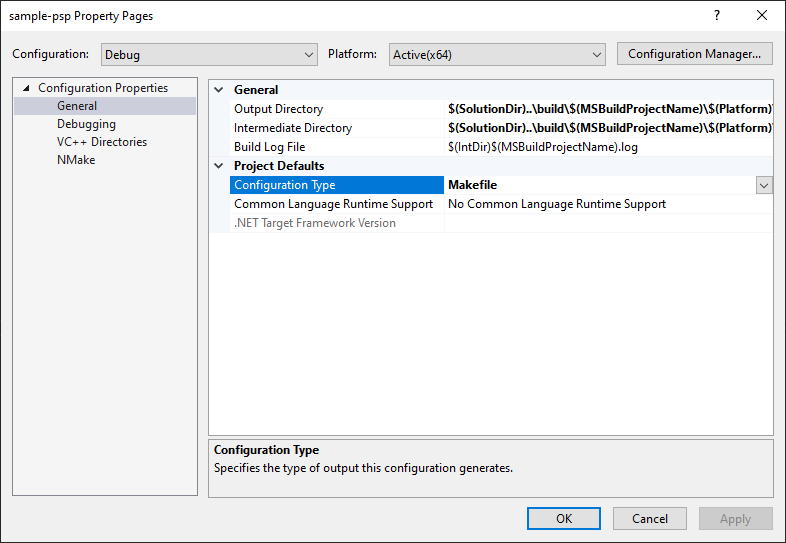 sample-psp Property Pages ?
Configuration: Debug Platform: Active(x64) Configuration Manager...
Configuration Properties
General
Debugging
VC++ Directories
NMake
General
Output Directory $(SolutionDir)..\build\$(MSBuildProjectName)\$(Platform)\
Intermediate Directory $(SolutionDir)..\build\$(MSBuildProjectName)\$(Platform)\
Build Log File $(IntDir)$(MSBuildProjectName).log
Project Defaults
Configuration Type Makefile
Common Language Runtime Support No Common Language Runtime Support
.NET Target Framework Version
Configuration Type
Specifies the type of output this configuration generates.
OK Cancel Apply